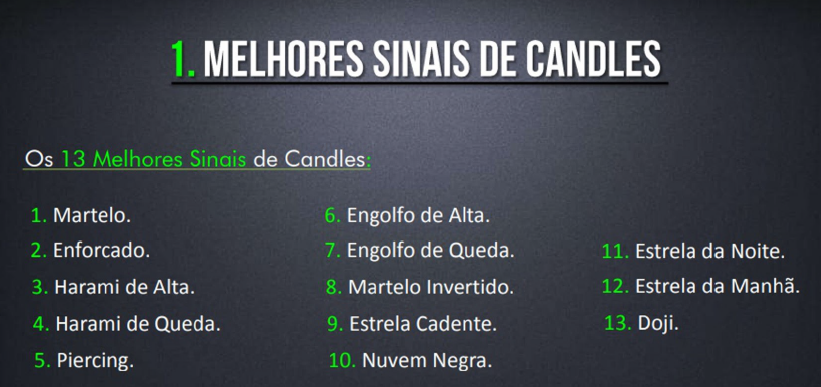 1. MELHORES SINAIS DE CANDLES
Os 13 Melhores Sinais de Candles:
1. Martelo.
2. Enforcado.
3. Harami de Alta.
4. Harami de Queda.
5. Piercing.
6. Engolfo de Alta.
7. Engolfo de Queda.
8. Martelo Invertido.
9. Estrela Cadente.
10. Nuvem Negra.
11. Estrela da Noite.
12. Estrela da Manhã.
13. Doji.